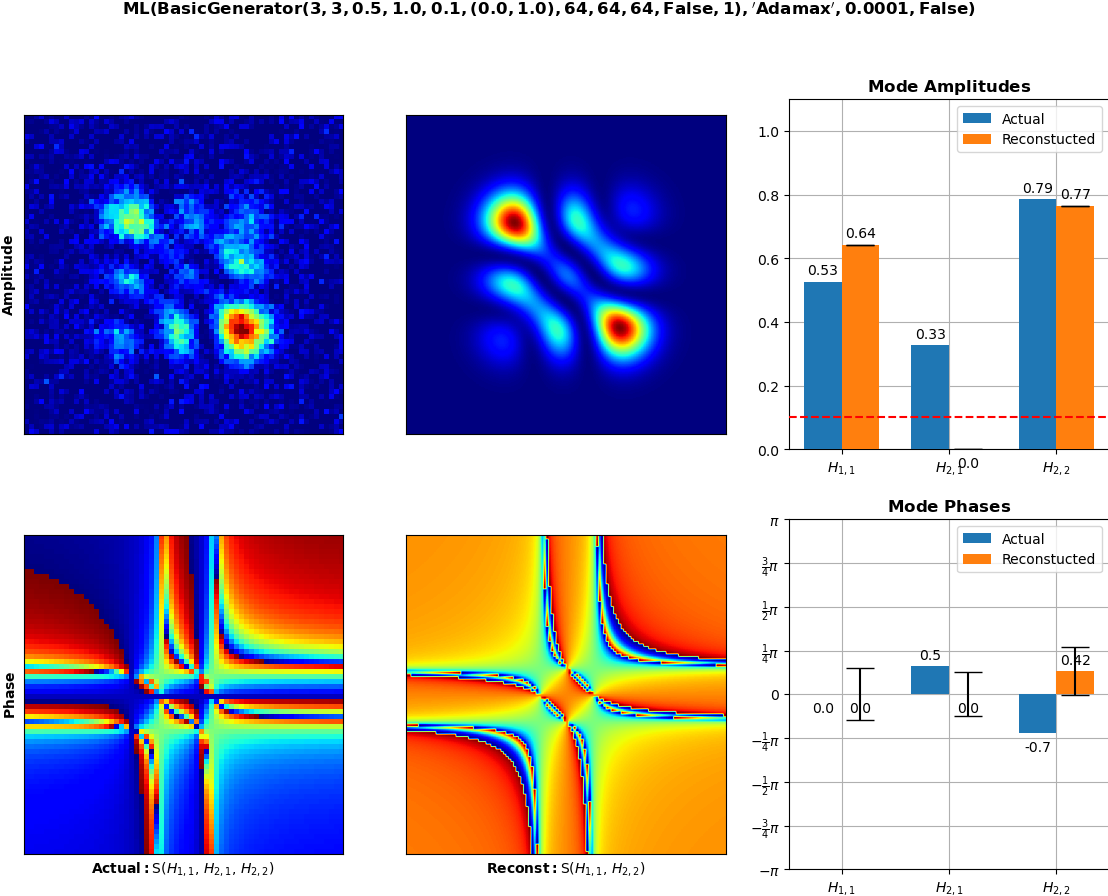 ML(BasicGenerator(3, 3, 0.5, 1.0, 0.1, (0.0, 1.0), 64, 64, 64, False, 1), ′Adamax′, 0.0001, False)
Amplitude
Mode Amplitudes
Actual
Reconstucted
1.0
0.8
0.6
0.4
0.2
0.0
0.53
0.64
0.33
0.0
0.79
0.77
H1, 1
H2, 1
H2, 2
Phase
Actual: S(H1, 1, H2, 1, H2, 2)
Reconst: S(H1, 1, H2, 2)
Mode Phases
Actual
Reconstucted
π
3/4π
1/2π
1/4π
0
−1/4π
−1/2π
−3/4π
−π
0.0
0.0
0.5
0.0
-0.7
0.42
H1, 1
H2, 1
H2, 2